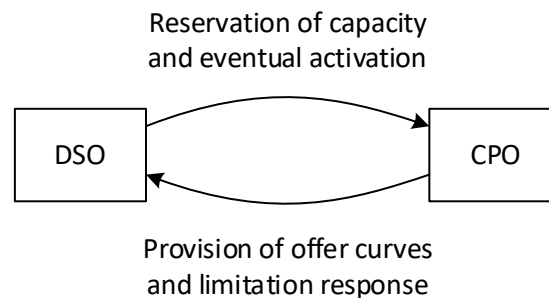 Reservation of capacity
and eventual activation
DSO
CPO
Provision of offer curves
and limitation response